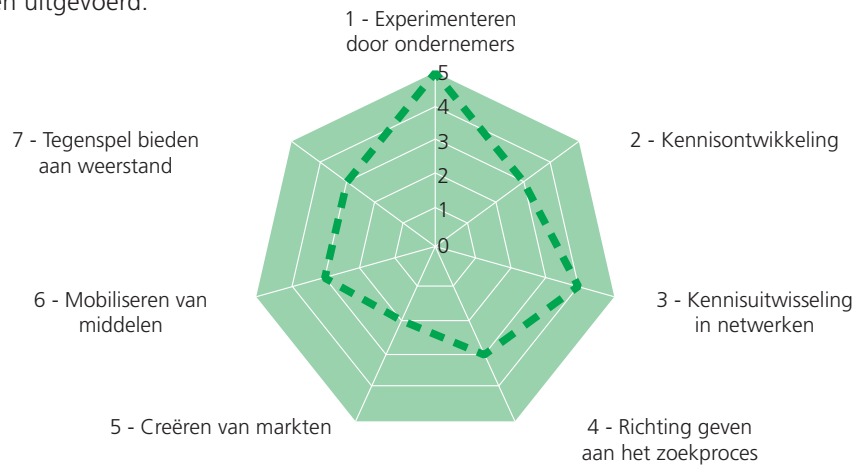 en uitgevoerd.
1 - Experimenteren
door ondernemers
5
4
3
2
1
0
2 - Kennisontwikkeling
3 - Kennisuitwisseling
in netwerken
4 - Richting geven
aan het zoekproces
5 - Creëren van markten
6 - Mobiliseren van
middelen
7 - Tegenspel bieden
aan weerstand